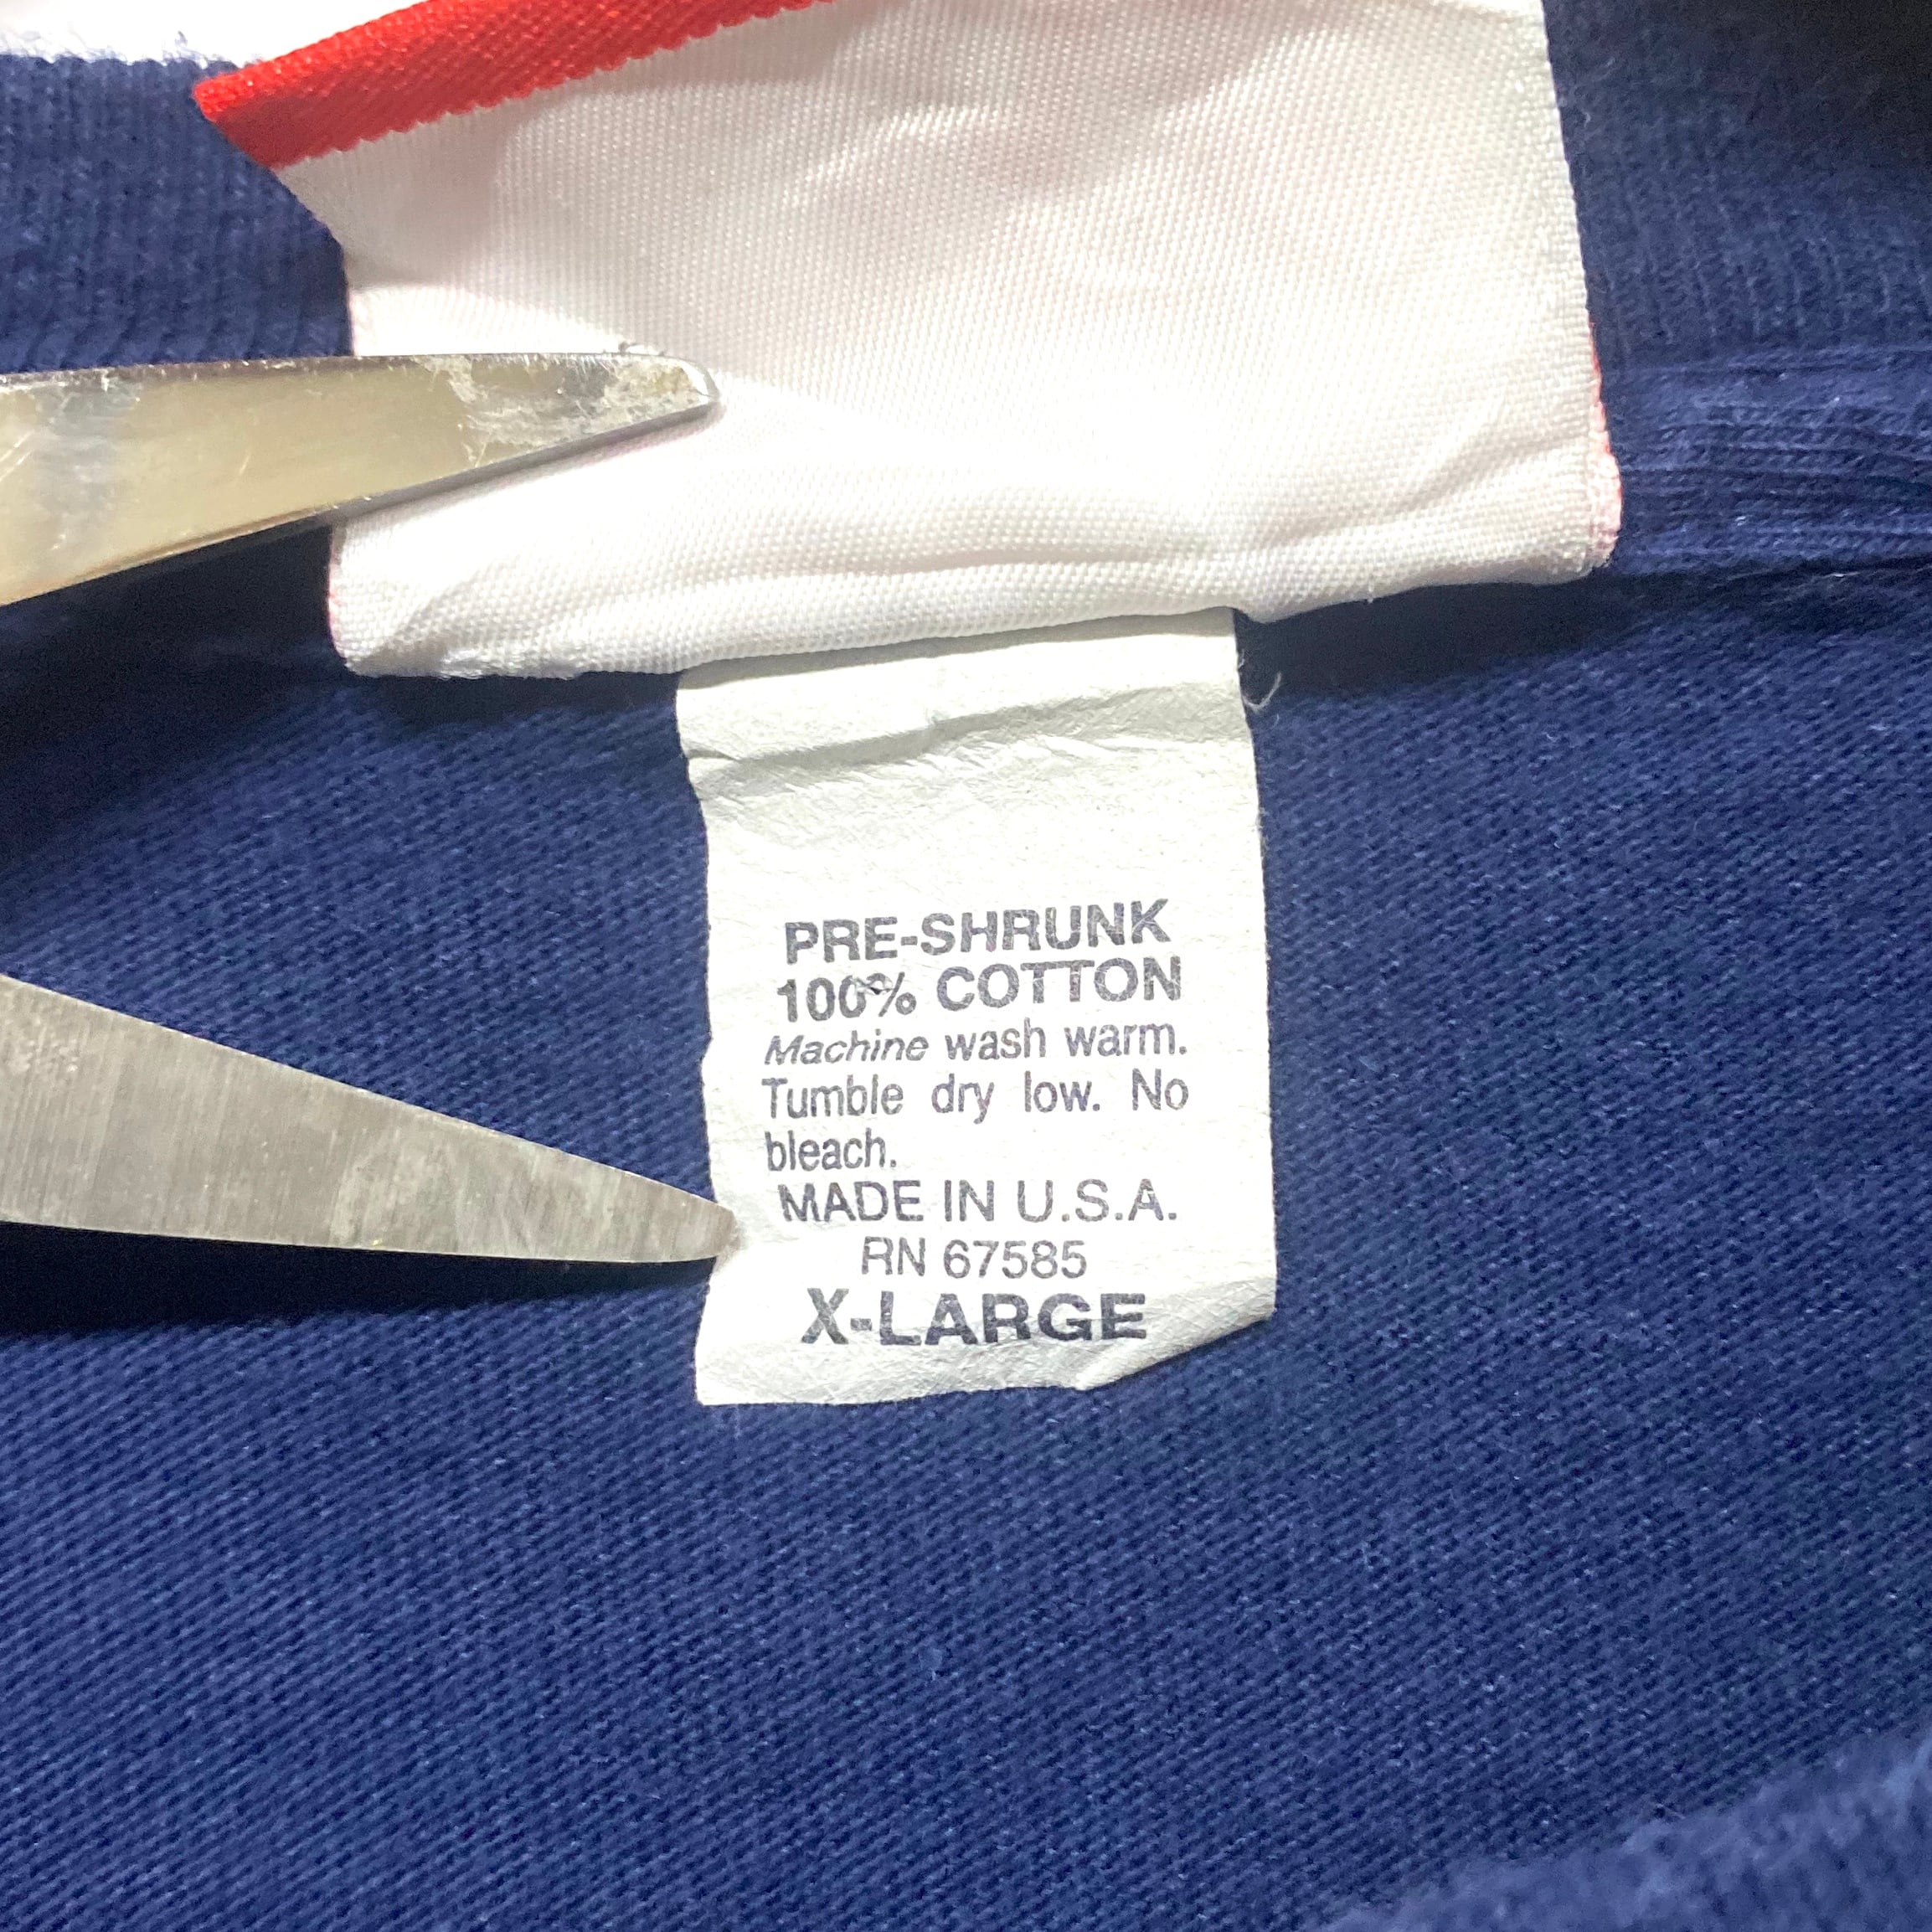 PRE-SHRUNK
100% COTTON
Machine wash warm.
Tumble dry low. No
bleach.
MADE IN U.S.A.
RN 67585
X-LARGE